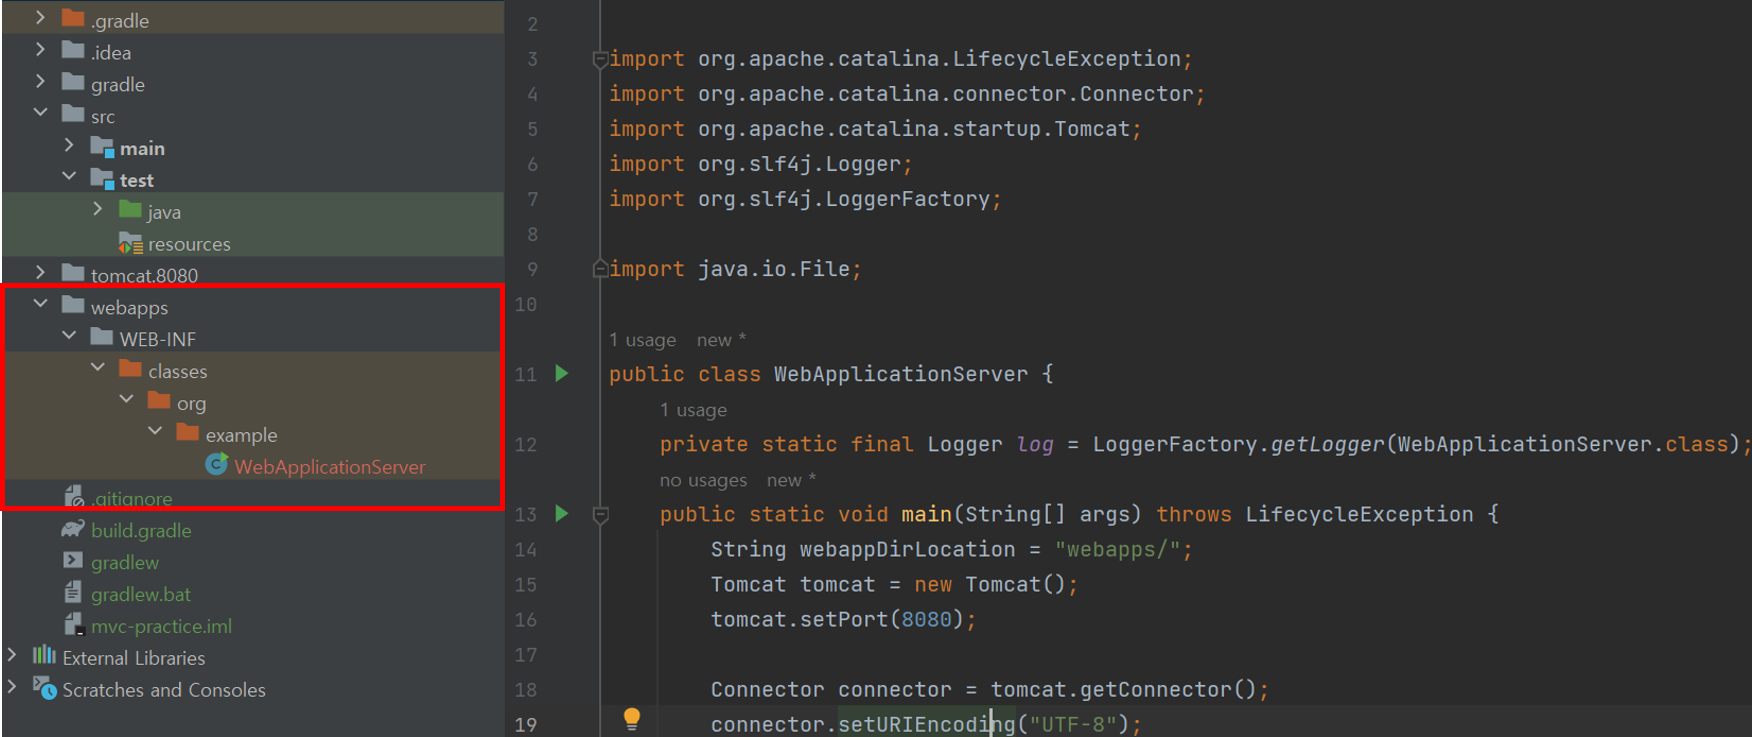 .gradle
.idea
gradle
src
main
test
java
resources
tomcat.8080
webapps
WEB-INF
classes
org
example
WebApplicationServer
.gitignore
build.gradle
gradlew
gradlew.bat
mvc-practice.iml
External Libraries
Scratches and Consoles
2
3 import org.apache.catalina.LifecycleException;
4 import org.apache.catalina.connector.Connector;
5 import org.apache.catalina.startup.Tomcat;
6 import org.slf4j.Logger;
7 import org.slf4j.LoggerFactory;
8
9 import java.io.File;
10
1 usage new *
11 public class WebApplicationServer {
1 usage
12 private static final Logger log = LoggerFactory.getLogger(WebApplicationServer.class);
no usages new *
13 public static void main(String[] args) throws LifecycleException {
14 String webappDirLocation = "webapps/";
15 Tomcat tomcat = new Tomcat();
16 tomcat.setPort(8080);
17
18 Connector connector = tomcat.getConnector();
19 connector.setURIEncoding("UTF-8");